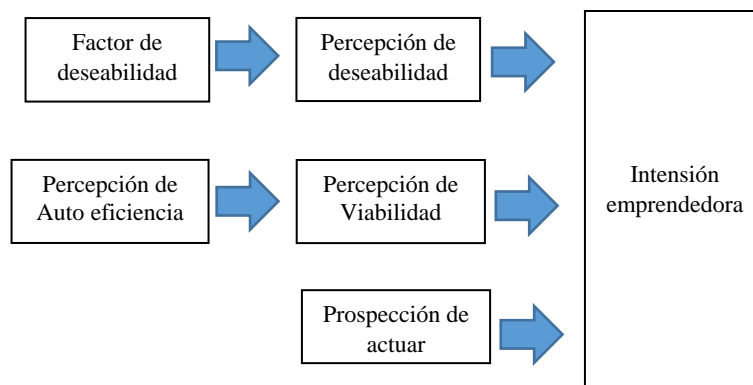 Factor de
deseabilidad
Percepción de
deseabilidad
Percepción de
Auto eficiencia
Percepción de
Viabilidad
Intensión
emprendedora
Prospección de
actuar